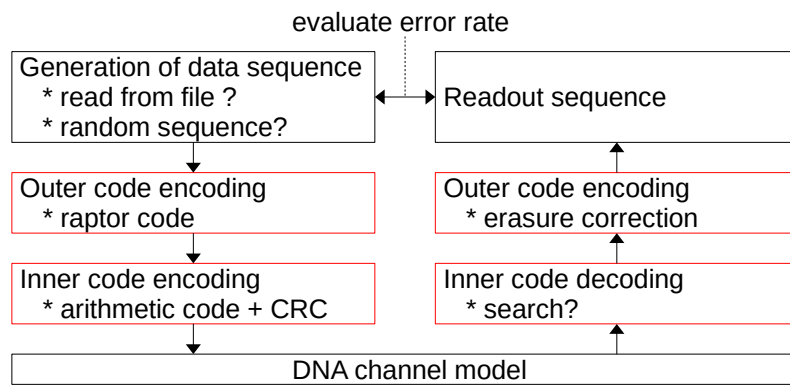 evaluate error rate
Generation of data sequence
* read from file ?
* random sequence?
Readout sequence
Outer code encoding
* raptor code
Outer code encoding
* erasure correction
Inner code encoding
* arithmetic code + CRC
Inner code decoding
* search?
DNA channel model